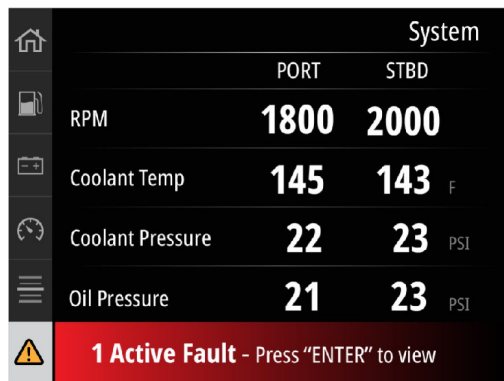 System
PORT STBD
RPM 1800 2000
Coolant Temp 145 143 F
Coolant Pressure 22 23 PSI
Oil Pressure 21 23 PSI
1 Active Fault - Press “ENTER” to view